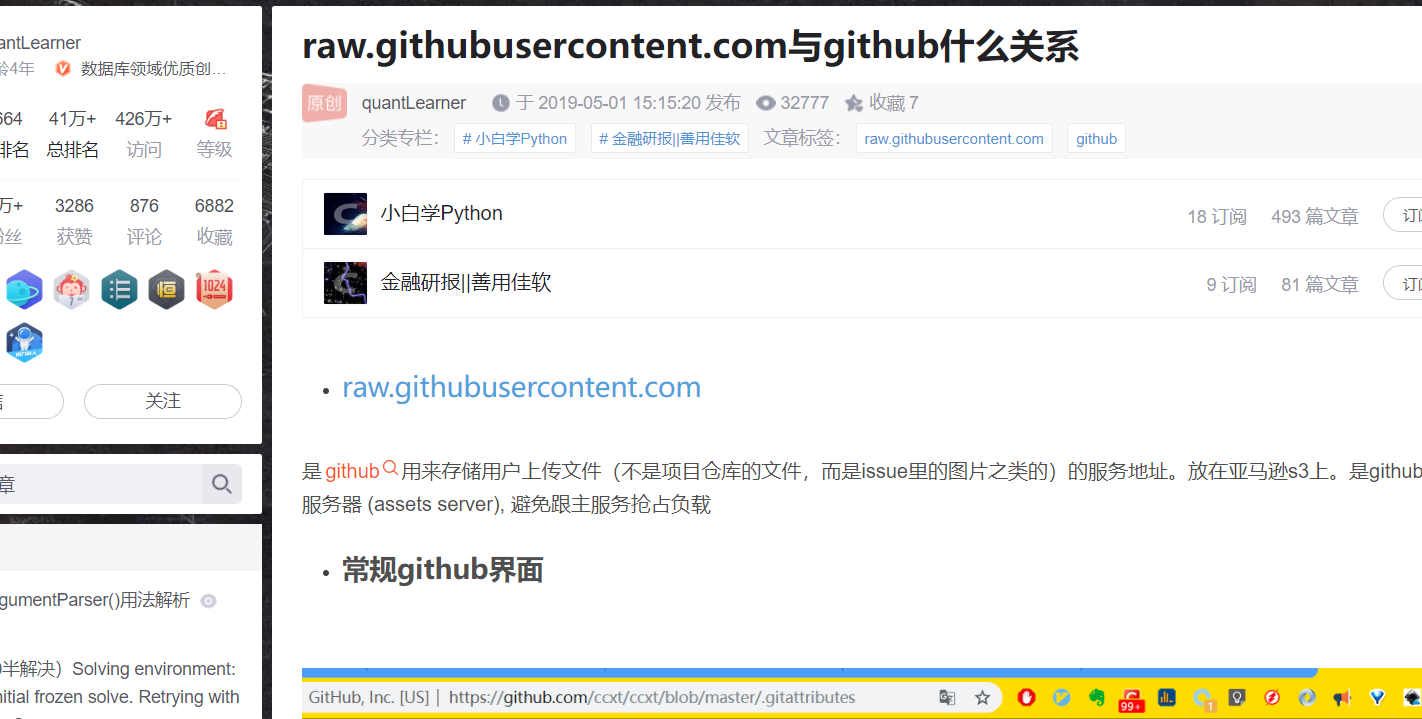 raw.githubusercontent.com与github什么关系
antLearner
龄4年 数据库领域优质创…
664 41万+ 426万+
排名 总排名 访问 等级
万+ 3286 876 6882
粉丝 获赞 评论 收藏
1024
关注
章
gumentParser()用法解析
半解决）Solving environment:
nitial frozen solve. Retrying with
原创 quantLearner 于 2019-05-01 15:15:20 发布 32777 收藏 7
分类专栏： # 小白学Python # 金融研报||善用佳软 文章标签： raw.githubusercontent.com github
小白学Python 18 订阅 493 篇文章 订阅
金融研报||善用佳软 9 订阅 81 篇文章 订阅
raw.githubusercontent.com
是github用来存储用户上传文件（不是项目仓库的文件，而是issue里的图片之类的）的服务地址。放在亚马逊s3上。是github
服务器 (assets server), 避免跟主服务抢占负载
常规github界面
GitHub, Inc. [US] | https://github.com/ccxt/ccxt/blob/master/.gitattributes 99+ 1